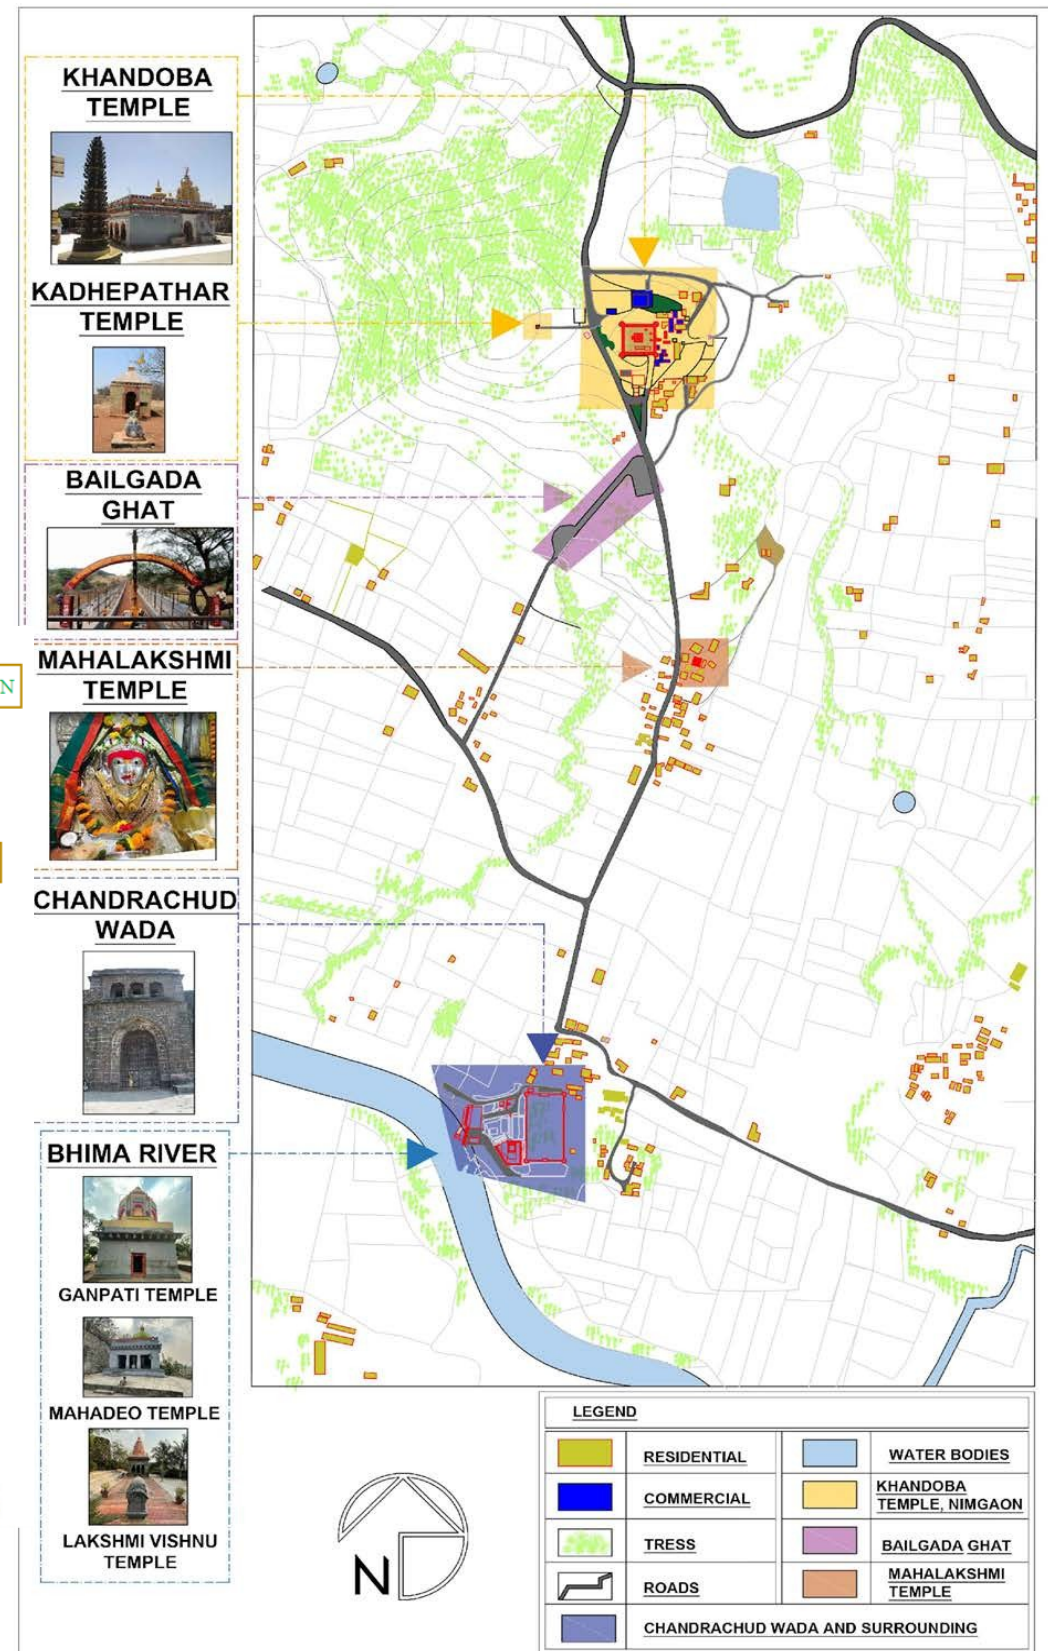 KHANDOBA
TEMPLE
KADHEPATHAR
TEMPLE
BAILGADA
GHAT
N
MAHALAKSHMI
TEMPLE
CHANDRACHUD
WADA
BHIMA RIVER
GANPATI TEMPLE
MAHADEO TEMPLE
LAKSHMI VISHNU
TEMPLE
N
LEGEND
RESIDENTIAL
WATER BODIES
COMMERCIAL
KHANDOBA
TEMPLE, NIMGAON
TRESS
BAILGADA GHAT
ROADS
MAHALAKSHMI
TEMPLE
CHANDRACHUD WADA AND SURROUNDING